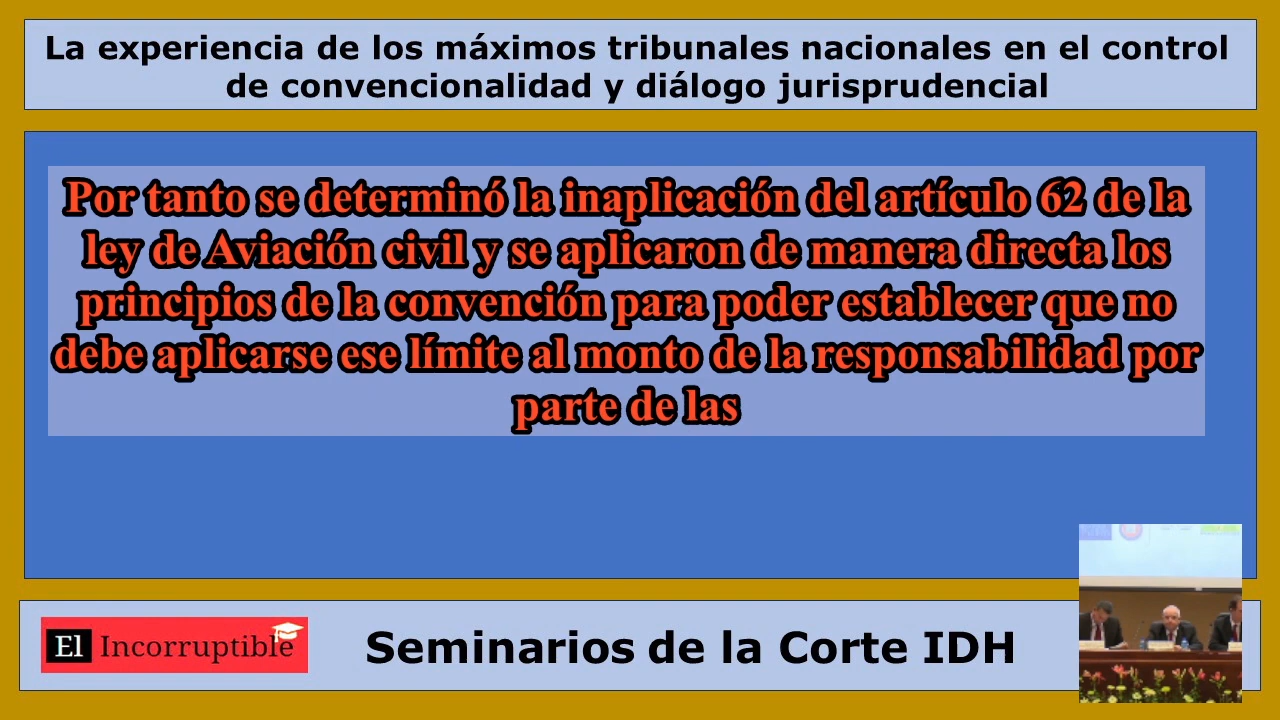 La experiencia de los máximos tribunales nacionales en el control
de convencionalidad y diálogo jurisprudencial
Por tanto se determinó la inaplicación del artículo 62 de la
ley de Aviación civil y se aplicaron de manera directa los
principios de la convención para poder establecer que no
debe aplicarse ese límite al monto de la responsabilidad por
parte de las
El Incorruptible
Seminarios de la Corte IDH